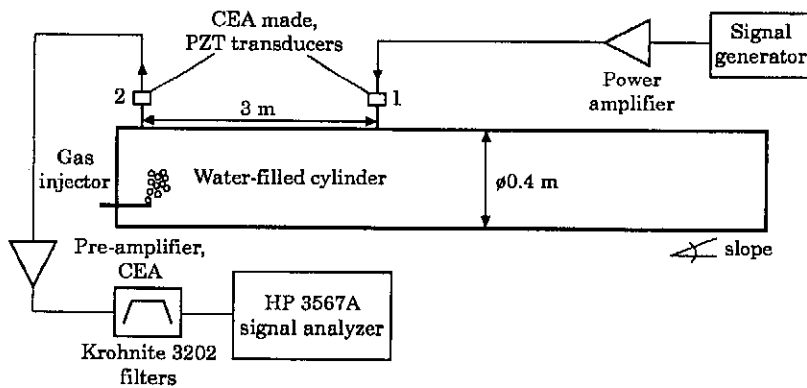 CEA made,
PZT transducers
Signal
generator
Power
amplifier
2
1
3 m
Gas
injector
Water-filled cylinder
ø0.4 m
slope
Pre-amplifier,
CEA
HP 3567A
signal analyzer
Krohnite 3202
filters